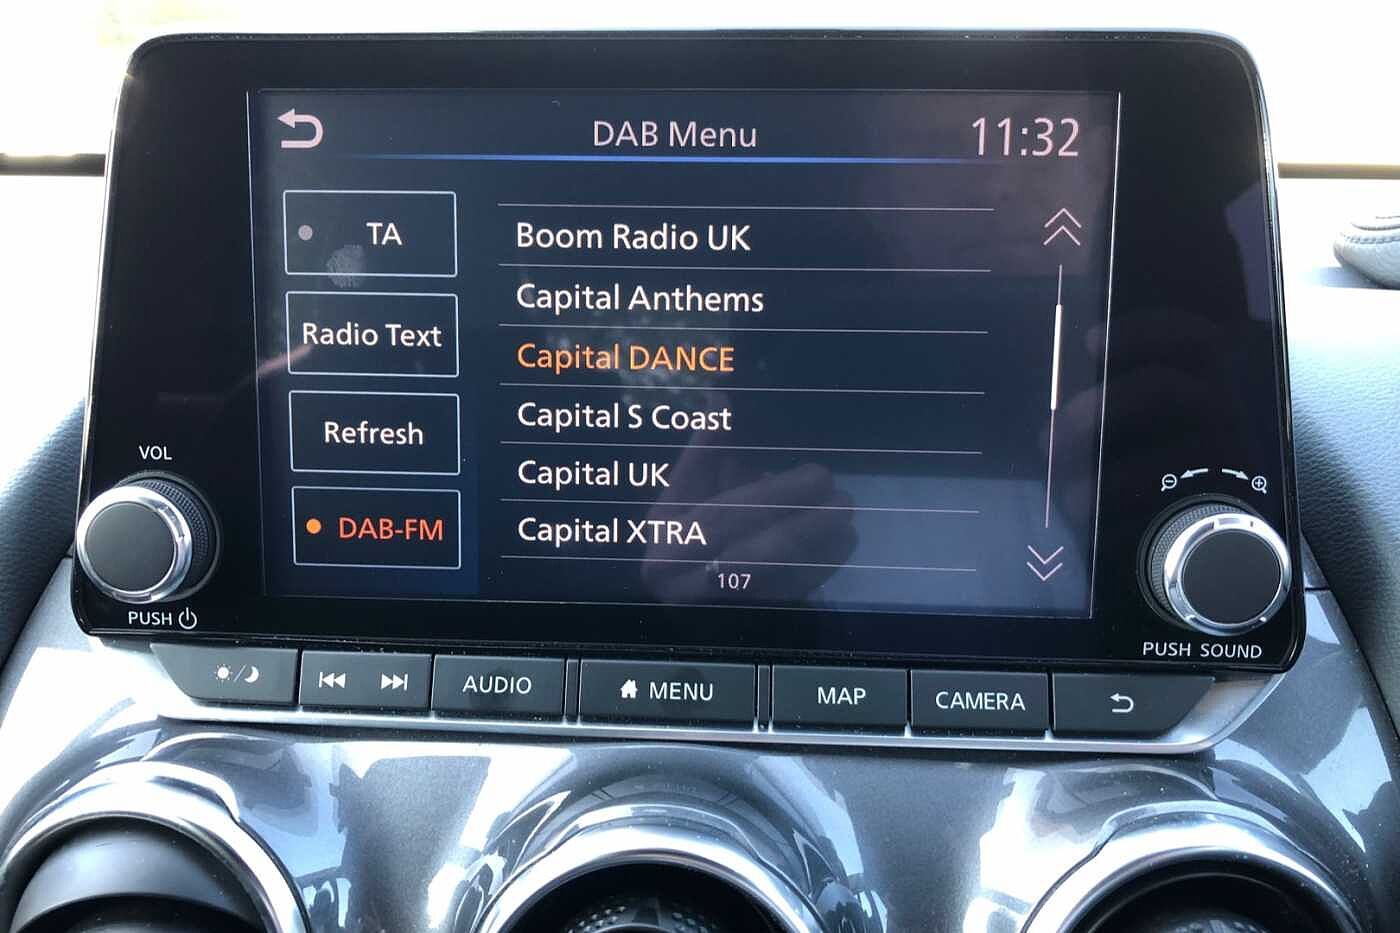 DAB Menu
11:32
TA
Radio Text
Refresh
DAB-FM
Boom Radio UK
Capital Anthems
Capital DANCE
Capital S Coast
Capital UK
Capital XTRA
107
VOL
PUSH
PUSH SOUND
AUDIO
MENU
MAP
CAMERA